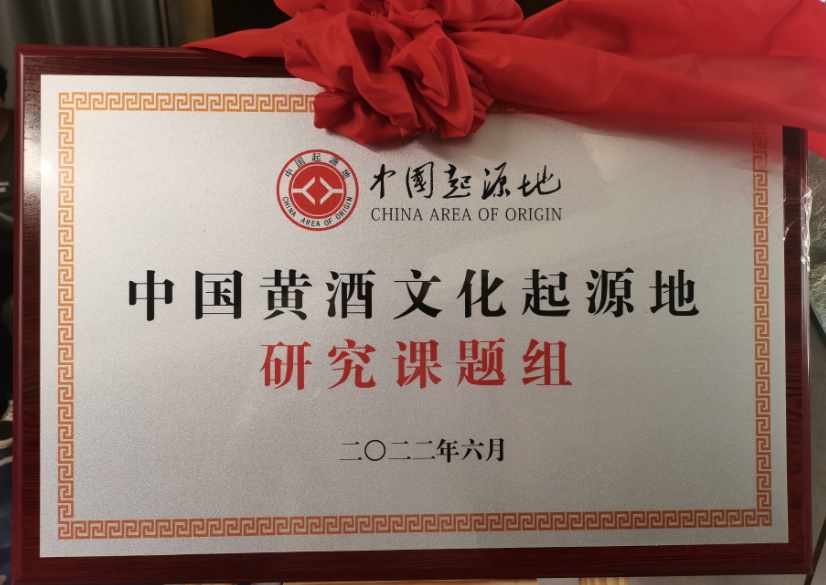 中国起源地
CHINA AREA OF ORIGIN
中國起源地
CHINA AREA OF ORIGIN
中国黄酒文化起源地
研究课题组
二〇二二年六月